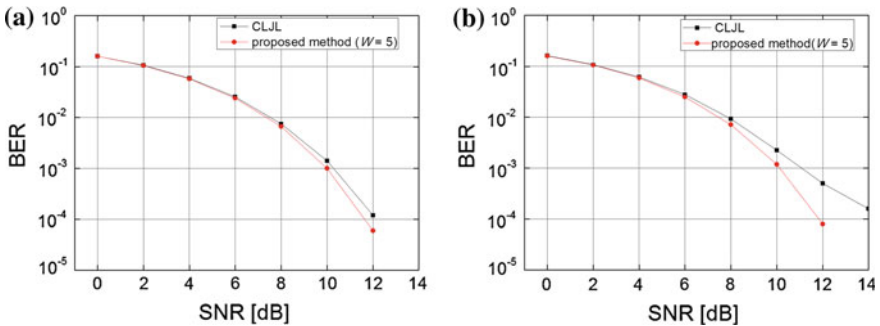 (a)
10^0
10^-1
10^-2
10^-3
10^-4
10^-5
BER
CLJL
proposed method (W = 5)
0 2 4 6 8 10 12 14
SNR [dB]
(b)
10^0
10^-1
10^-2
10^-3
10^-4
10^-5
BER
CLJL
proposed method(W = 5)
0 2 4 6 8 10 12 14
SNR [dB]